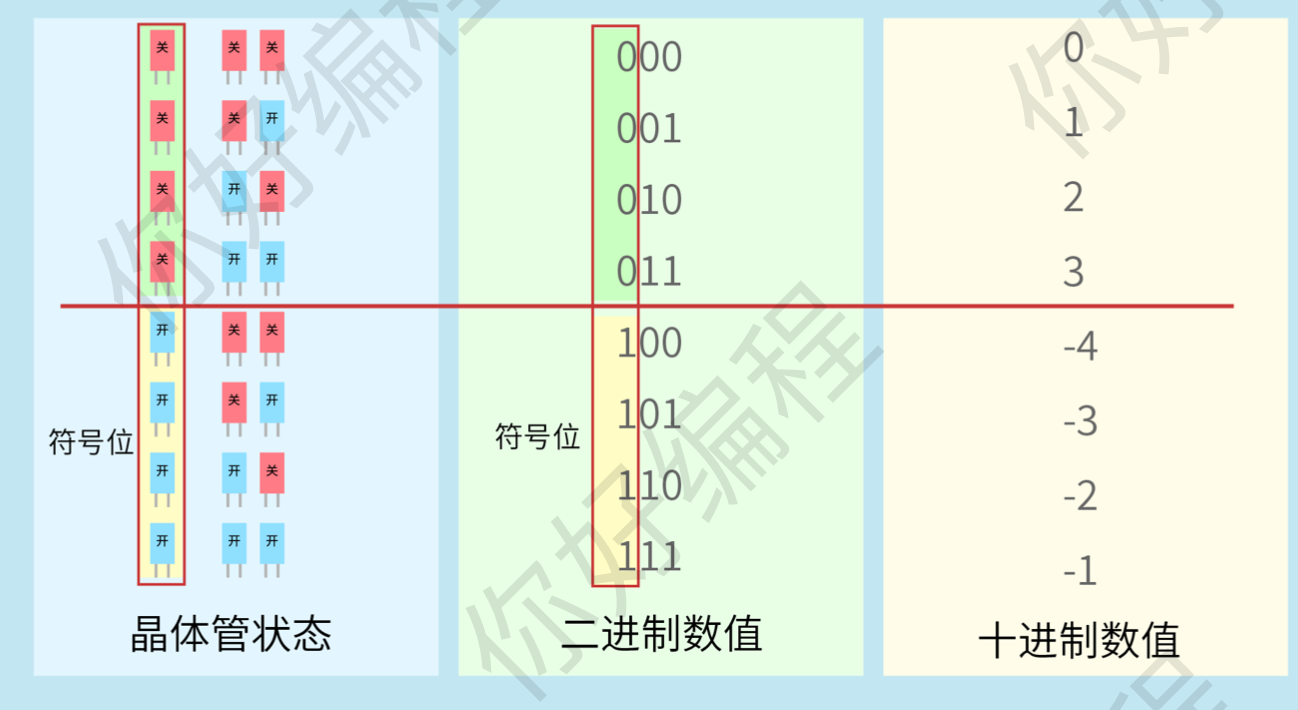 关 关 关 000 0
关 关 开 001 1
关 开 关 010 2
关 开 开 011 3
开 关 关 100 -4
开 关 开 101 -3
符号位 符号位
开 开 关 110 -2
开 开 开 111 -1
晶体管状态 二进制数值 十进制数值
你好编程
你好编程
你好
程